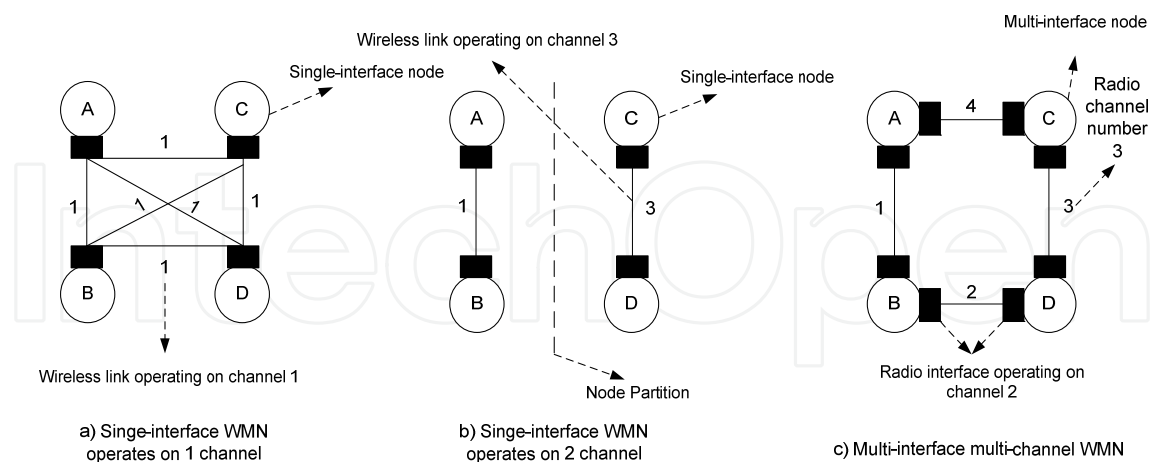 Wireless link operating on channel 3
Multi-interface node
Single-interface node
Single-interface node
Radio
channel
number
3
A
C
1
1
1
1
1
B
D
1
Wireless link operating on channel 1
a) Singe-interface WMN
operates on 1 channel
A
C
1
3
B
D
Node Partition
b) Singe-interface WMN
operates on 2 channel
A
4
C
1
3
B
2
D
Radio interface operating on
channel 2
c) Multi-interface multi-channel WMN
IntechOpen